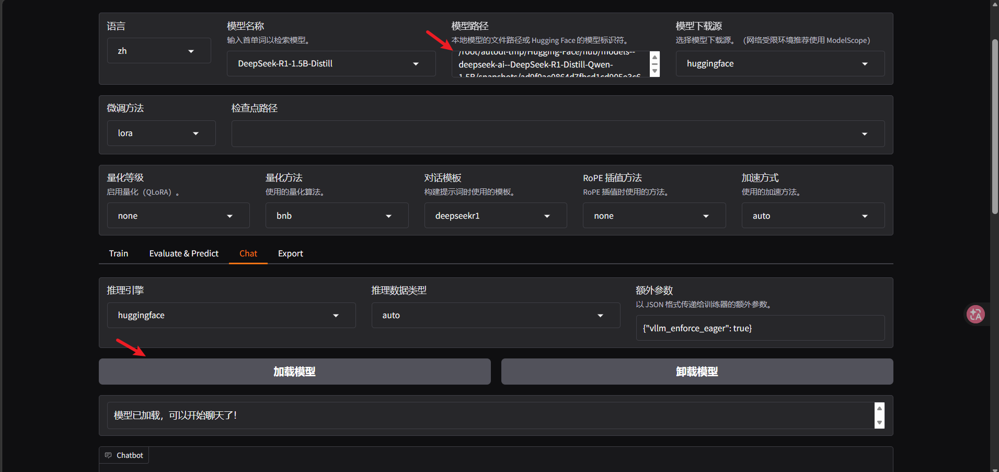 语言
zh
模型名称
输入首单词以检索模型。
DeepSeek-R1-1.5B-Distill
模型路径
本地模型的文件路径或 Hugging Face 的模型标识符。
/root/autodl-tmp/Hugging-Face/hub/models--
deepseek-ai--DeepSeek-R1-Distill-Qwen-
1.5B/snapshots/ad9f0ae0864d7fbcd1cd905e3c6
模型下载源
选择模型下载源。（网络受限环境推荐使用 ModelScope）
huggingface
微调方法
lora
检查点路径
量化等级
启用量化（QLoRA）。
none
量化方法
使用的量化算法。
bnb
对话模板
构建提示词时使用的模板。
deepseekr1
RoPE 插值方法
RoPE 插值时使用的方法。
none
加速方式
使用的加速方法。
auto
Train
Evaluate & Predict
Chat
Export
推理引擎
huggingface
推理数据类型
auto
额外参数
以 JSON 格式传递给训练器的额外参数。
{"vllm_enforce_eager": true}
加载模型
卸载模型
模型已加载，可以开始聊天了！
Chatbot